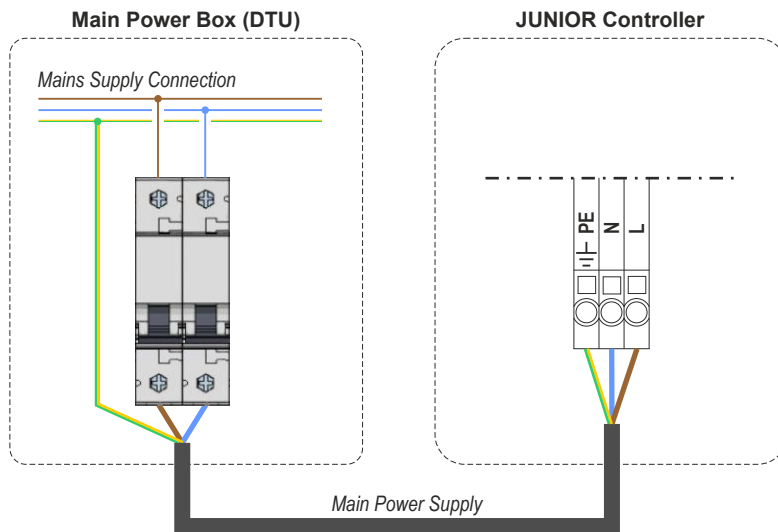 Main Power Box (DTU)
JUNIOR Controller
Mains Supply Connection
PE
N
L
Main Power Supply